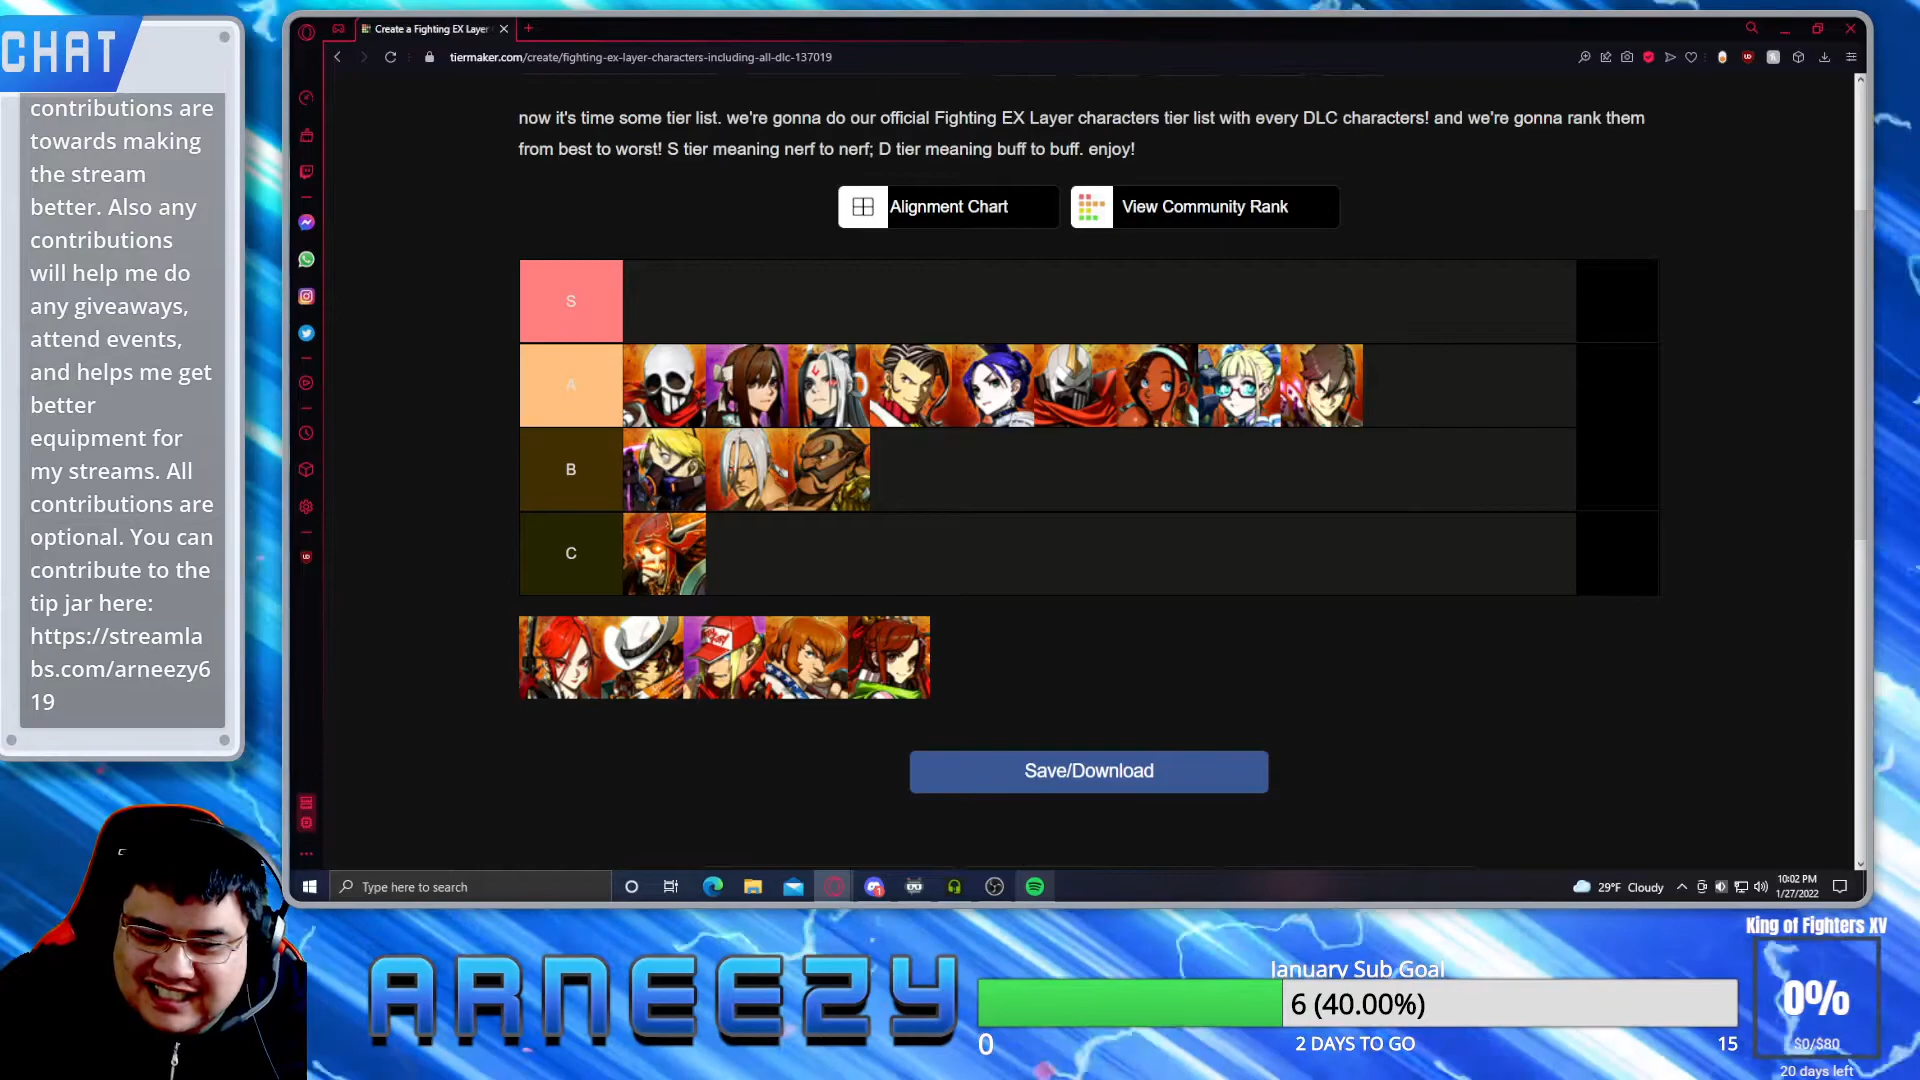 CHAT
contributions are
towards making
the stream
better. Also any
contributions
will help me do
any giveaways,
attend events,
and helps me get
better
equipment for
my streams. All
contributions are
optional. You can
contribute to the
tip jar here:
https://streamla
bs.com/arneezy6
19
Create a Fighting EX Layer
tiermaker.com/create/fighting-ex-layer-characters-including-all-dlc-137019
now it's time some tier list. we're gonna do our official Fighting EX Layer characters tier list with every DLC characters! and we're gonna rank them
from best to worst! S tier meaning nerf to nerf; D tier meaning buff to buff. enjoy!
Alignment Chart
View Community Rank
S
A
B
C
Save/Download
Type here to search
29°F Cloudy
10:02 PM
1/27/2022
ARNEEZY
January Sub Goal
6 (40.00%)
0
2 DAYS TO GO
15
King of Fighters XV
0%
$0/$80
20 days left